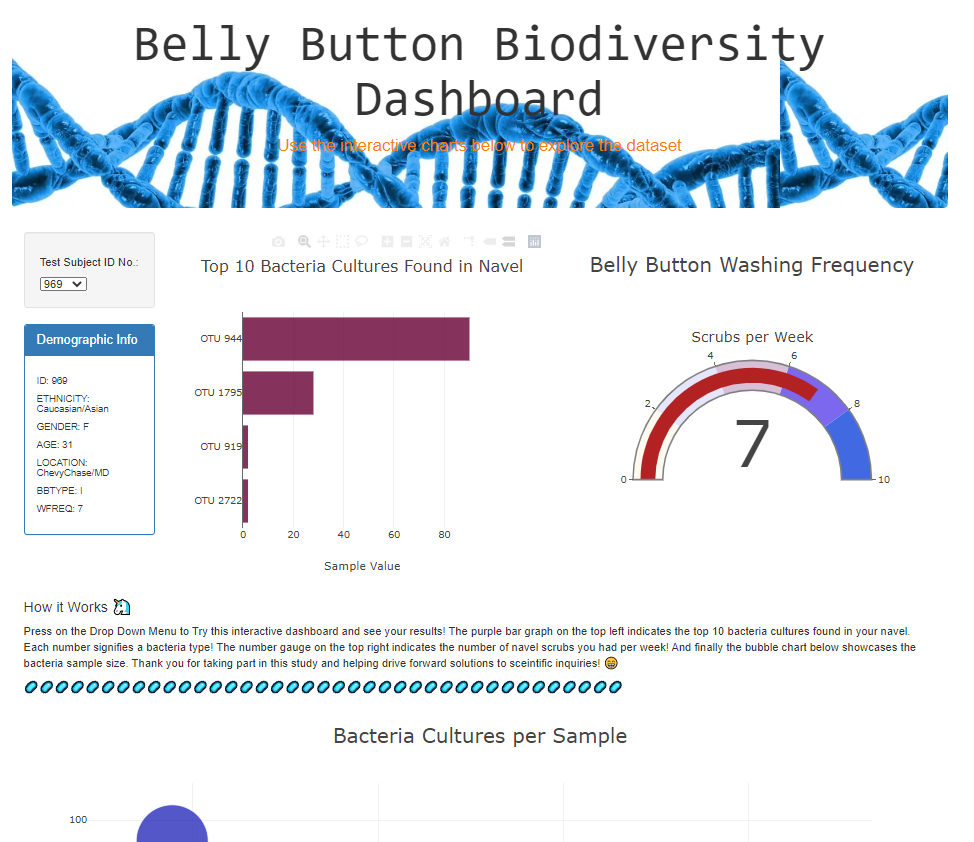 Belly Button Biodiversity
Dashboard
Use the interactive charts below to explore the dataset
Test Subject ID No.:
969
Demographic Info
ID: 969
ETHNICITY:
Caucasian/Asian
GENDER: F
AGE: 31
LOCATION:
ChevyChase/MD
BBTYPE: I
WFREQ: 7
Top 10 Bacteria Cultures Found in Navel
OTU 944
OTU 1795
OTU 919
OTU 2722
0 20 40 60 80
Sample Value
Belly Button Washing Frequency
Scrubs per Week
0
2
4
6
8
10
7
How it Works
Press on the Drop Down Menu to Try this interactive dashboard and see your results! The purple bar graph on the top left indicates the top 10 bacteria cultures found in your navel.
Each number signifies a bacteria type! The number gauge on the top right indicates the number of navel scrubs you had per week! And finally the bubble chart below showcases the
bacteria sample size. Thank you for taking part in this study and helping drive forward solutions to sceintific inquiries!
Bacteria Cultures per Sample
100